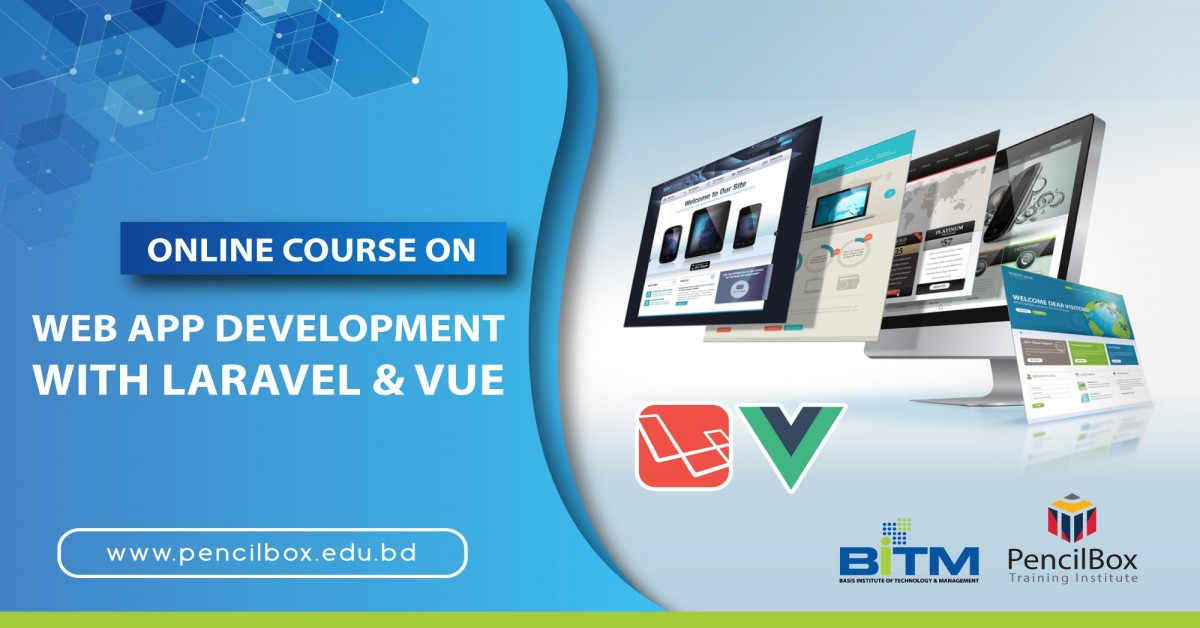 ONLINE COURSE ON
WEB APP DEVELOPMENT
WITH LARAVEL & VUE
www.pencilbox.edu.bd
Welcome to Our Site
PLATINUM
WELCOME DEAR VISITORS
BiTM
BASIS INSTITUTE OF TECHNOLOGY & MANAGEMENT
PencilBox
Training Institute